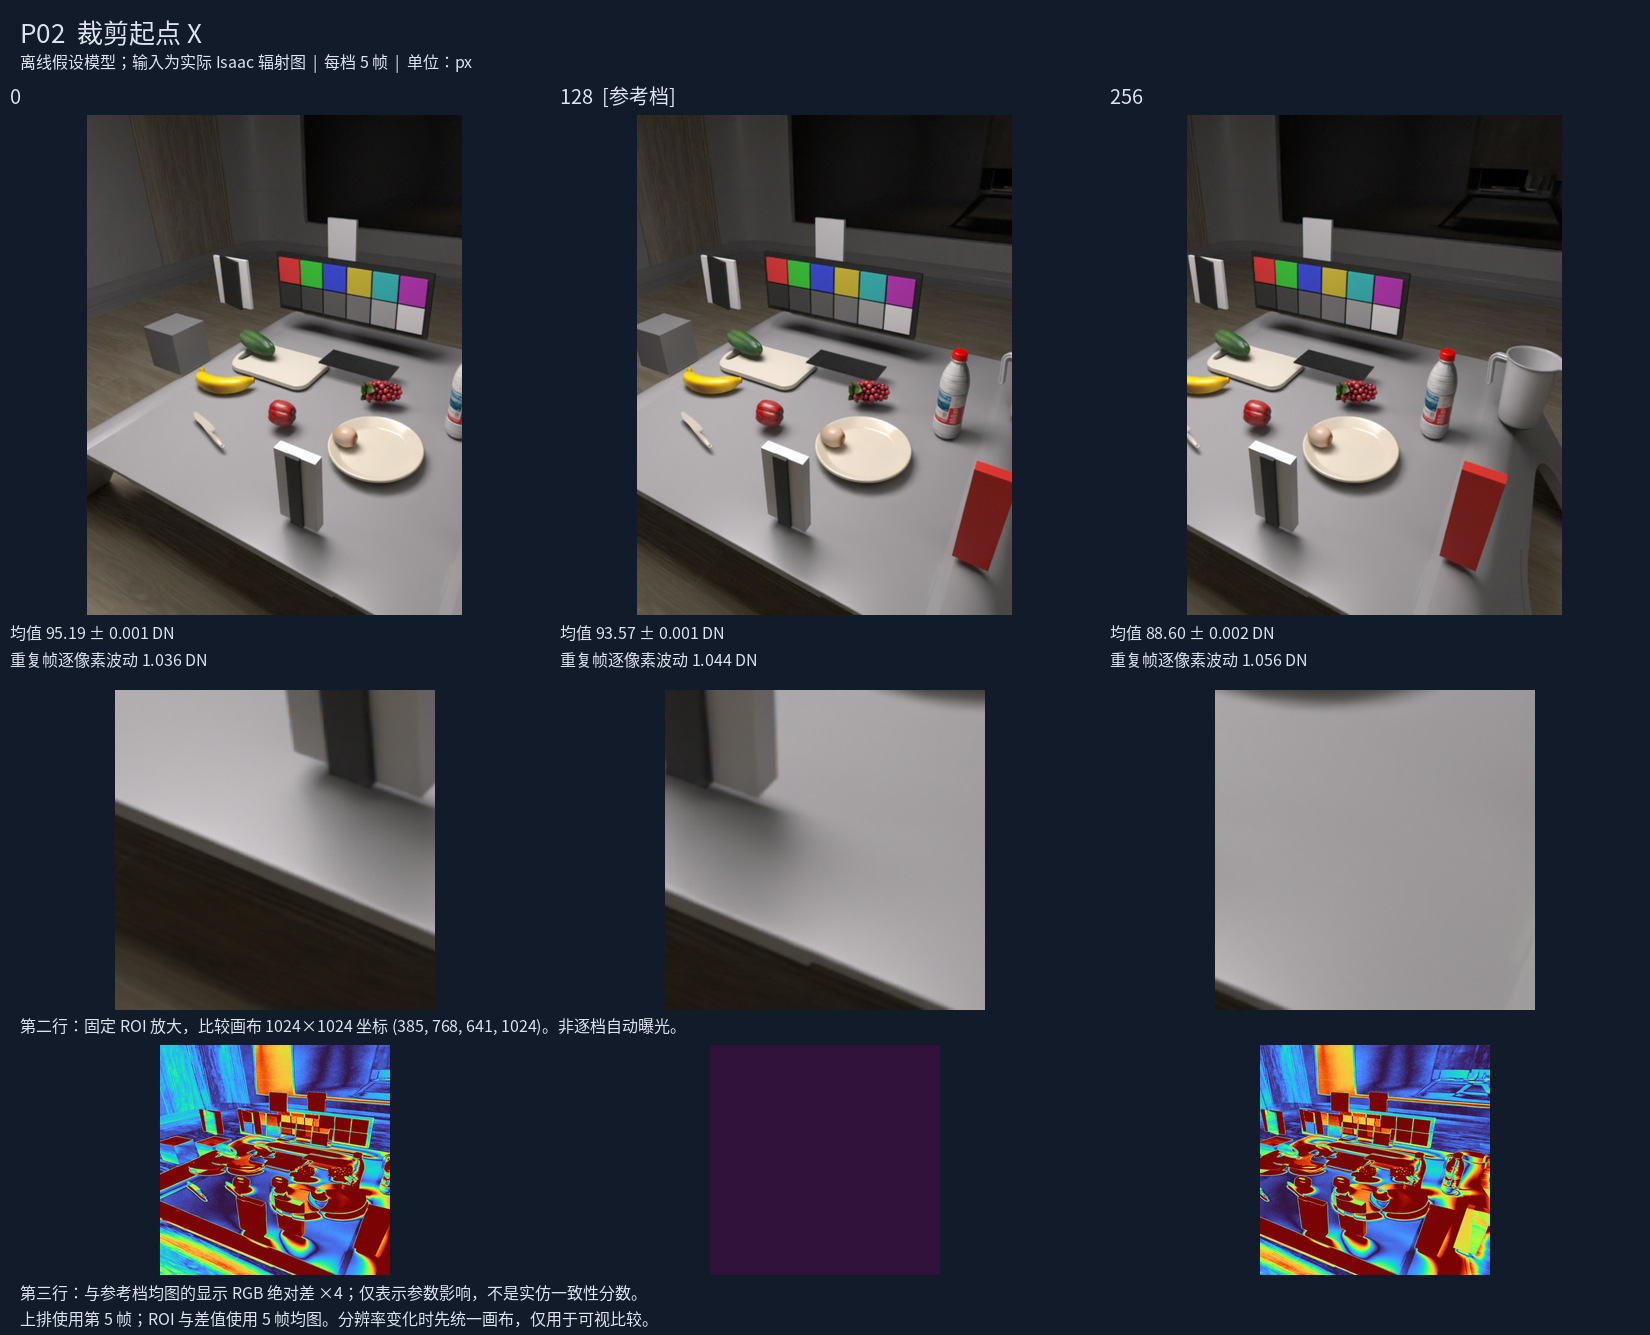 P02 裁剪起点 X
离线假设模型；输入为实际 Isaac 辐射图 | 每档 5 帧 | 单位：px
0
128 [参考档]
256
均值 95.19 ± 0.001 DN
重复帧逐像素波动 1.036 DN
均值 93.57 ± 0.001 DN
重复帧逐像素波动 1.044 DN
均值 88.60 ± 0.002 DN
重复帧逐像素波动 1.056 DN
第二行：固定 ROI 放大，比较画布 1024×1024 坐标 (385, 768, 641, 1024)。非逐档自动曝光。
第三行：与参考档均图的显示 RGB 绝对差 ×4；仅表示参数影响，不是实仿一致性分数。
上排使用第 5 帧；ROI 与差值使用 5 帧均图。分辨率变化时先统一画布，仅用于可视比较。